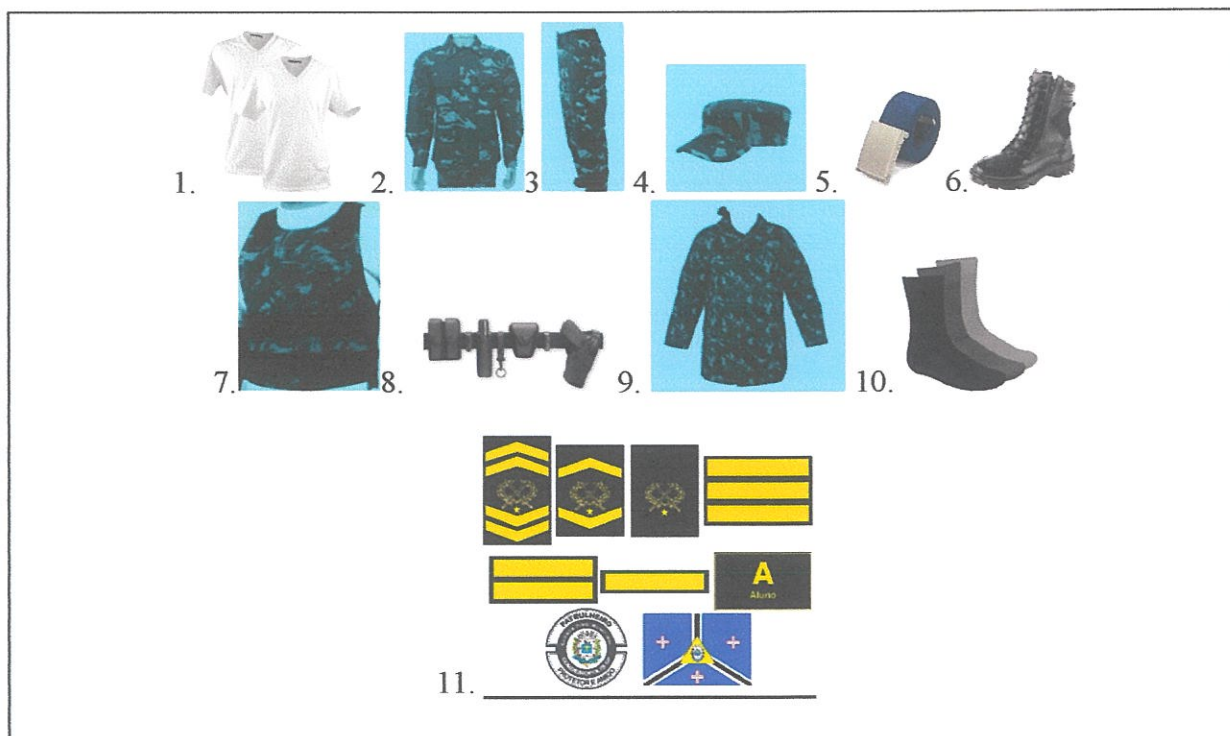 1. 2. 3 4. 5. 6.
7. 8. 9. 10.
A
Aluno
PATRULHEIRO
PROTETOR E AMIGO
11.